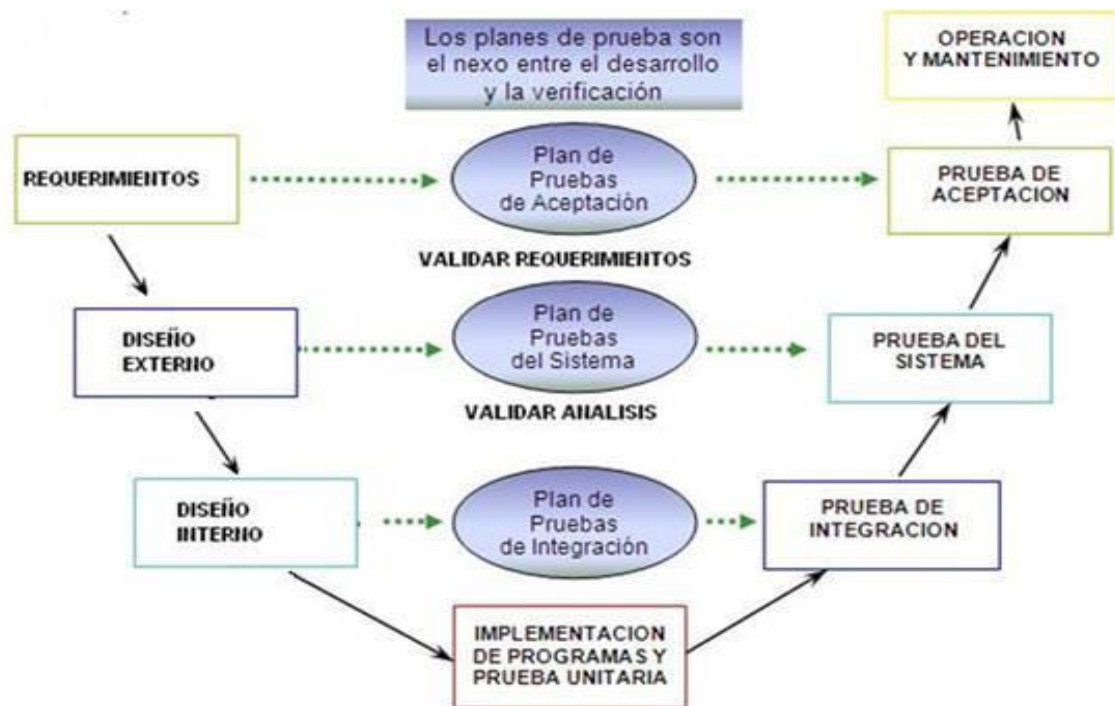 Los planes de prueba son
el nexo entre el desarrollo
y la verificación
OPERACION
Y MANTENIMIENTO
REQUERIMIENTOS
Plan de
Pruebas
de Aceptación
PRUEBA DE
ACEPTACION
VALIDAR REQUERIMIENTOS
DISEÑO
EXTERNO
Plan de
Pruebas
del Sistema
PRUEBA DEL
SISTEMA
VALIDAR ANALISIS
DISEÑO
INTERNO
Plan de
Pruebas
de Integración
PRUEBA DE
INTEGRACION
IMPLEMENTACION
DE PROGRAMAS Y
PRUEBA UNITARIA